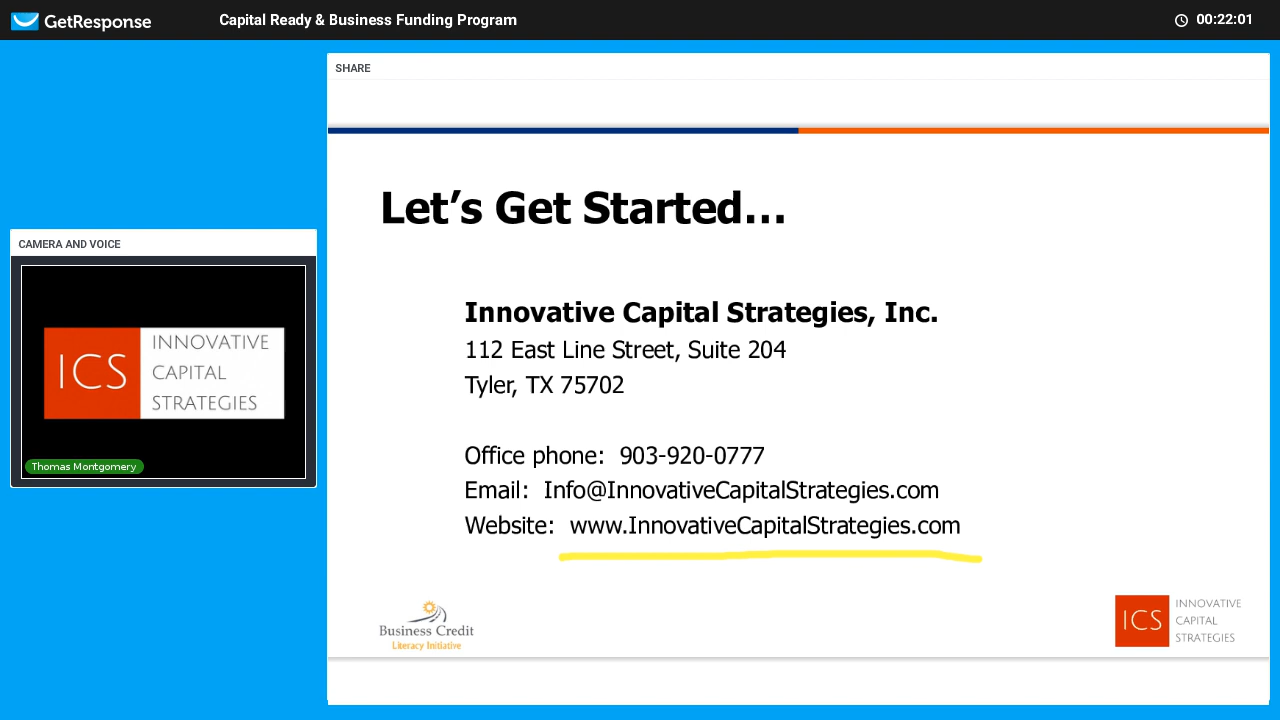 GetResponse
Capital Ready & Business Funding Program
00:22:01
SHARE
CAMERA AND VOICE
ICS
INNOVATIVE
CAPITAL
STRATEGIES
Thomas Montgomery
Let’s Get Started…
Innovative Capital Strategies, Inc.
112 East Line Street, Suite 204
Tyler, TX 75702
Office phone: 903-920-0777
Email: Info@InnovativeCapitalStrategies.com
Website: www.InnovativeCapitalStrategies.com
Business Credit
Literacy Initiative
ICS
INNOVATIVE
CAPITAL
STRATEGIES